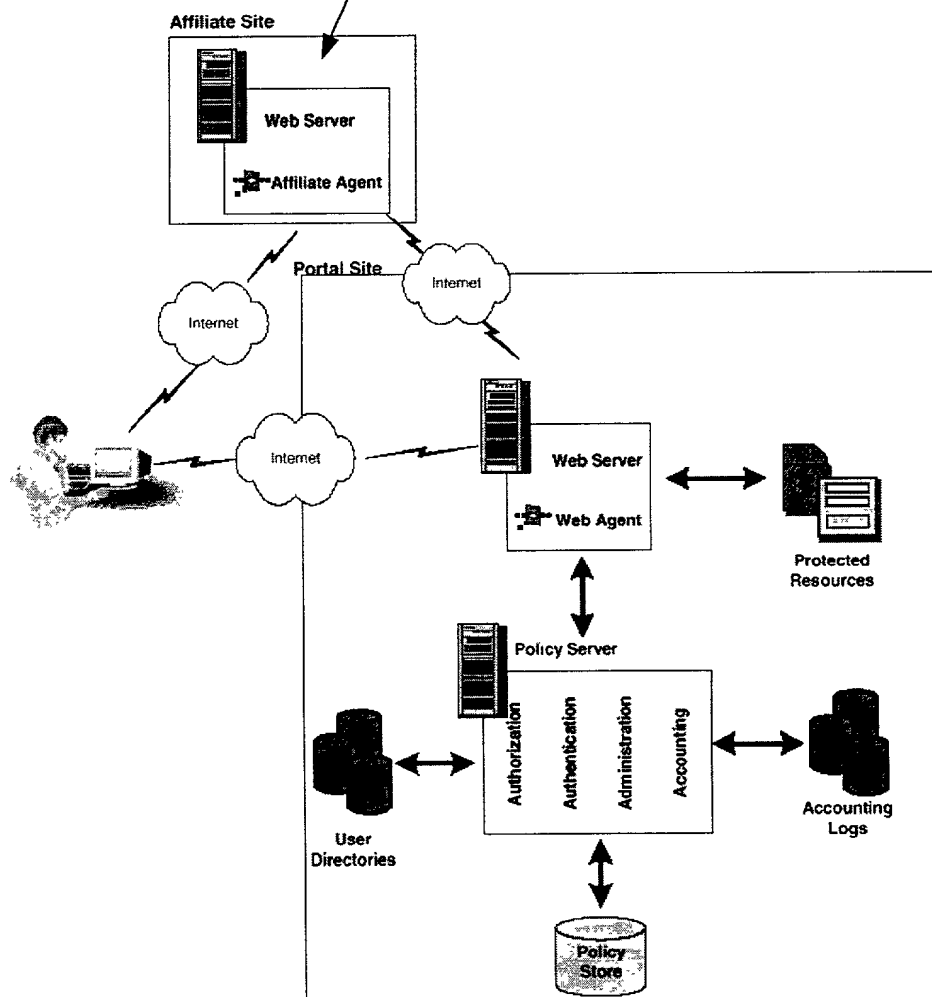 Affiliate Site
Web Server
Affiliate Agent
Portal Site
Internet
Internet
Internet
Web Server
Web Agent
Protected
Resources
Policy Server
Authorization
Authentication
Administration
Accounting
User
Directories
Accounting
Logs
Policy
Store